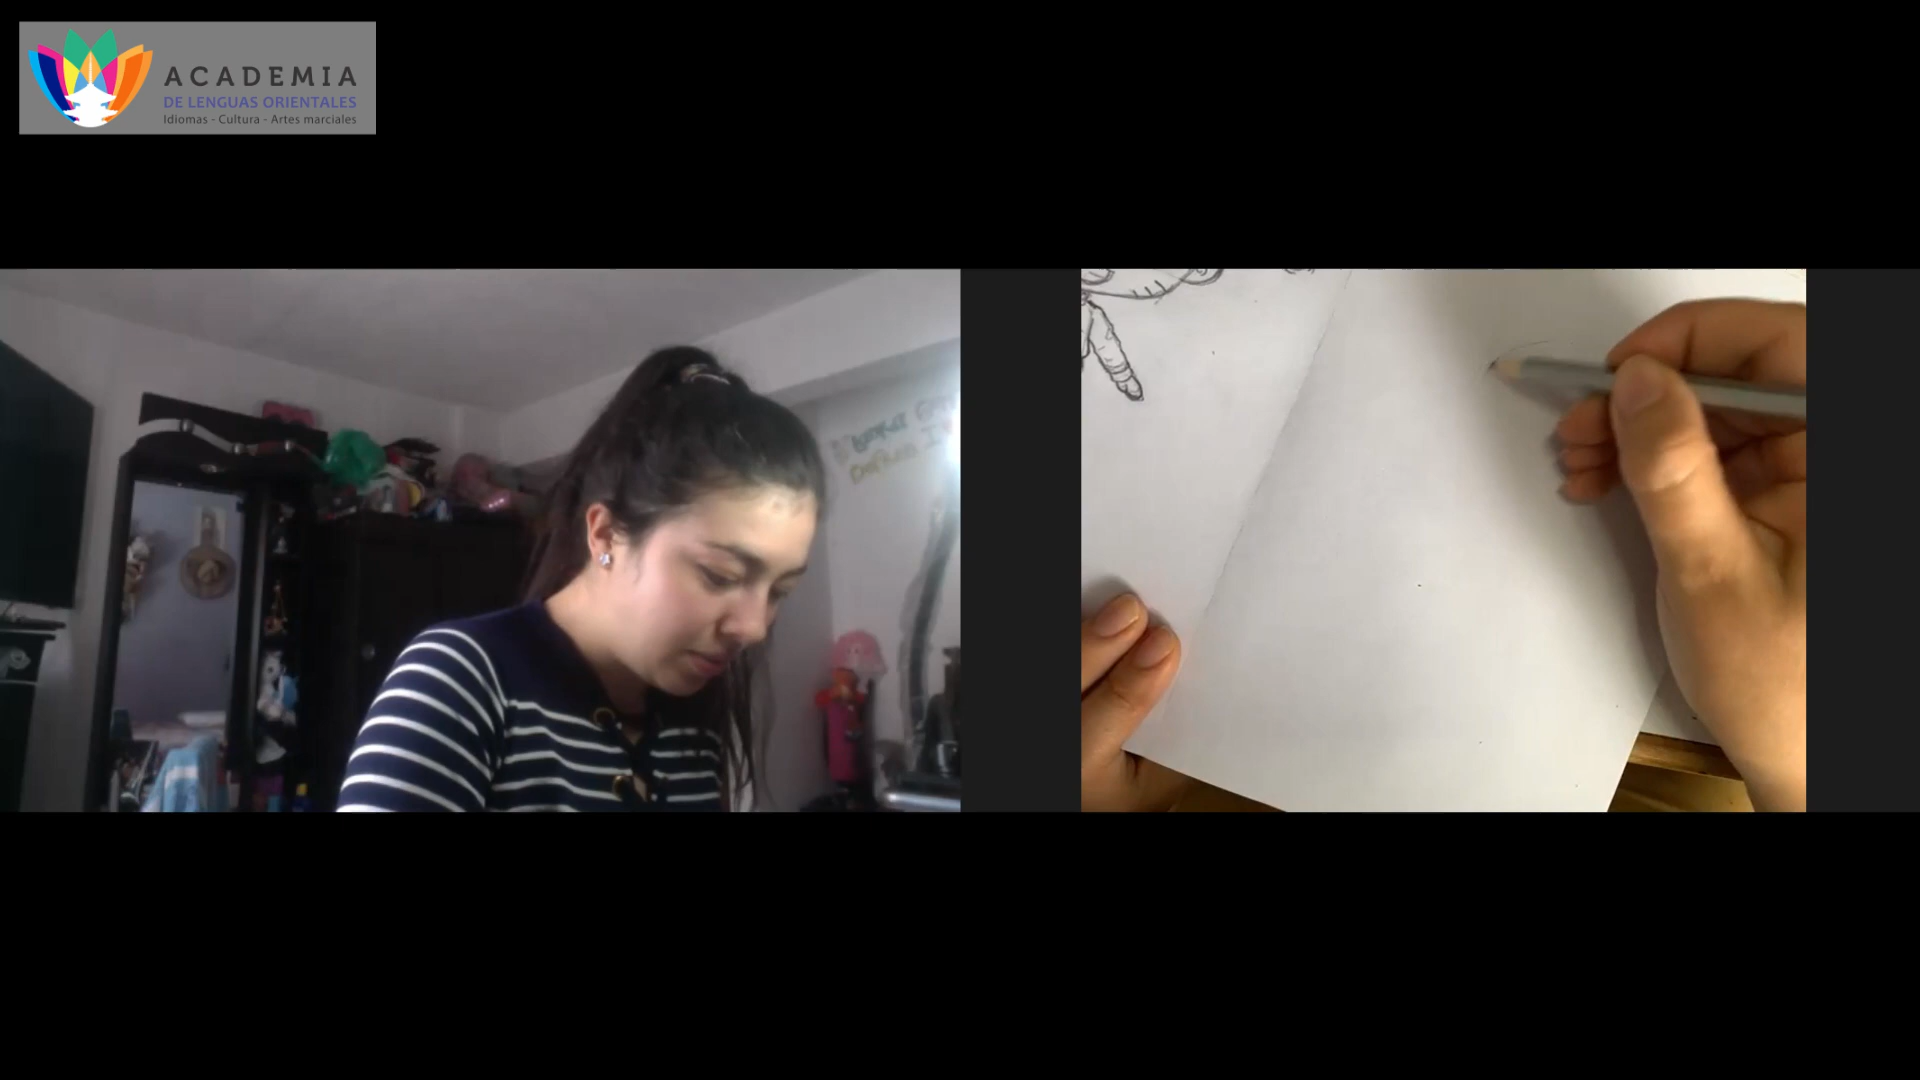 ACADEMIA
DE LENGUAS ORIENTALES
Idiomas - Cultura - Artes marciales